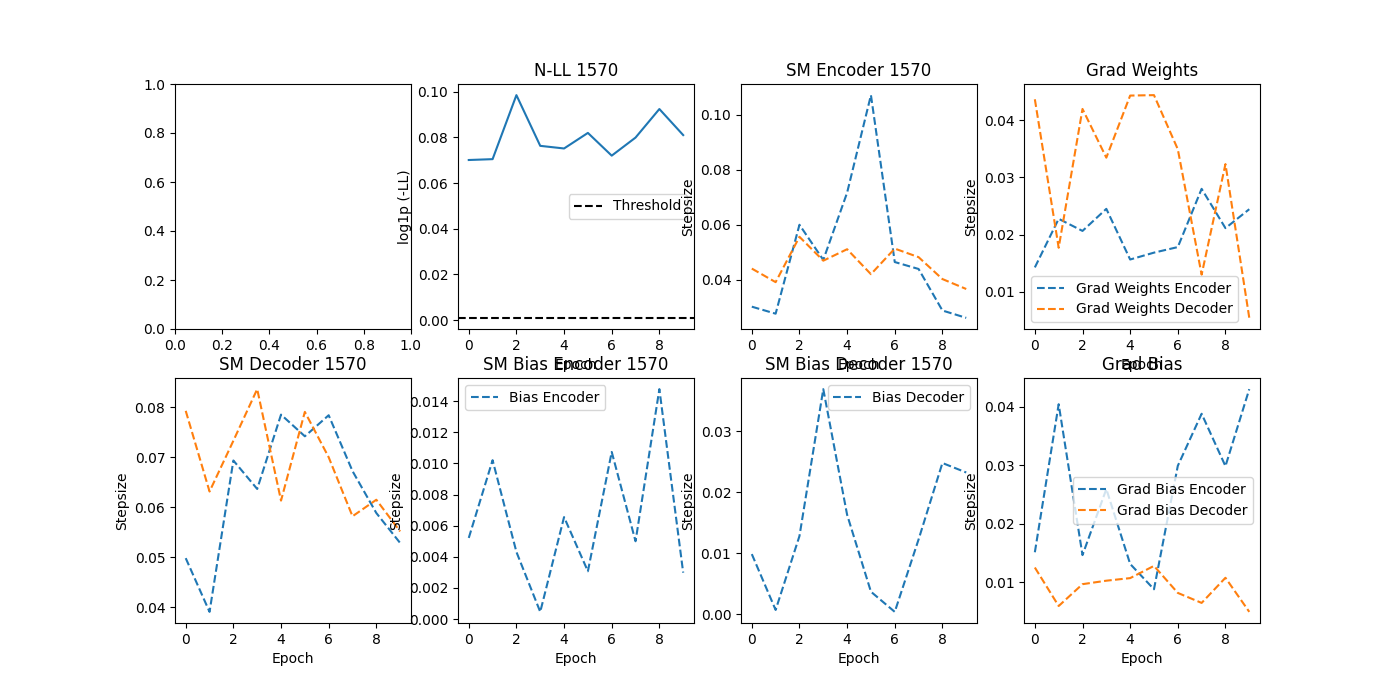 1.0
0.8
0.6
0.4
0.2
0.0
0.0 0.2 0.4 0.6 0.8 1.0
N-LL 1570
log1p (-LL)
0.10
0.08
0.06
0.04
0.02
0.00
Threshold
0 2 4 6 8
Epoch
SM Encoder 1570
Stepsize
0.10
0.08
0.06
0.04
0 2 4 6 8
Epoch
Grad Weights
Stepsize
0.04
0.03
0.02
0.01
Grad Weights Encoder
Grad Weights Decoder
0 2 4 6 8
Epoch
SM Decoder 1570
Stepsize
0.08
0.07
0.06
0.05
0.04
0 2 4 6 8
Epoch
SM Bias Encoder 1570
Stepsize
0.014
0.012
0.010
0.008
0.006
0.004
0.002
0.000
Bias Encoder
0 2 4 6 8
Epoch
SM Bias Decoder 1570
Stepsize
0.03
0.02
0.01
0.00
Bias Decoder
0 2 4 6 8
Epoch
Grad Bias
Stepsize
0.04
0.03
0.02
0.01
Grad Bias Encoder
Grad Bias Decoder
0 2 4 6 8
Epoch